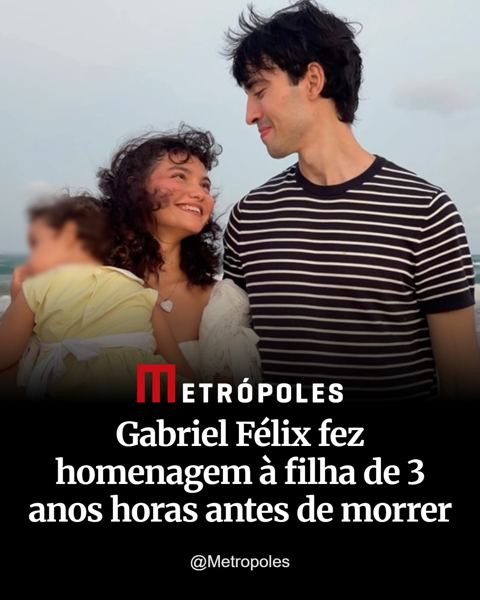 METRÓPOLES
Gabriel Félix fez
homenagem à filha de 3
anos horas antes de morrer
@Metropoles